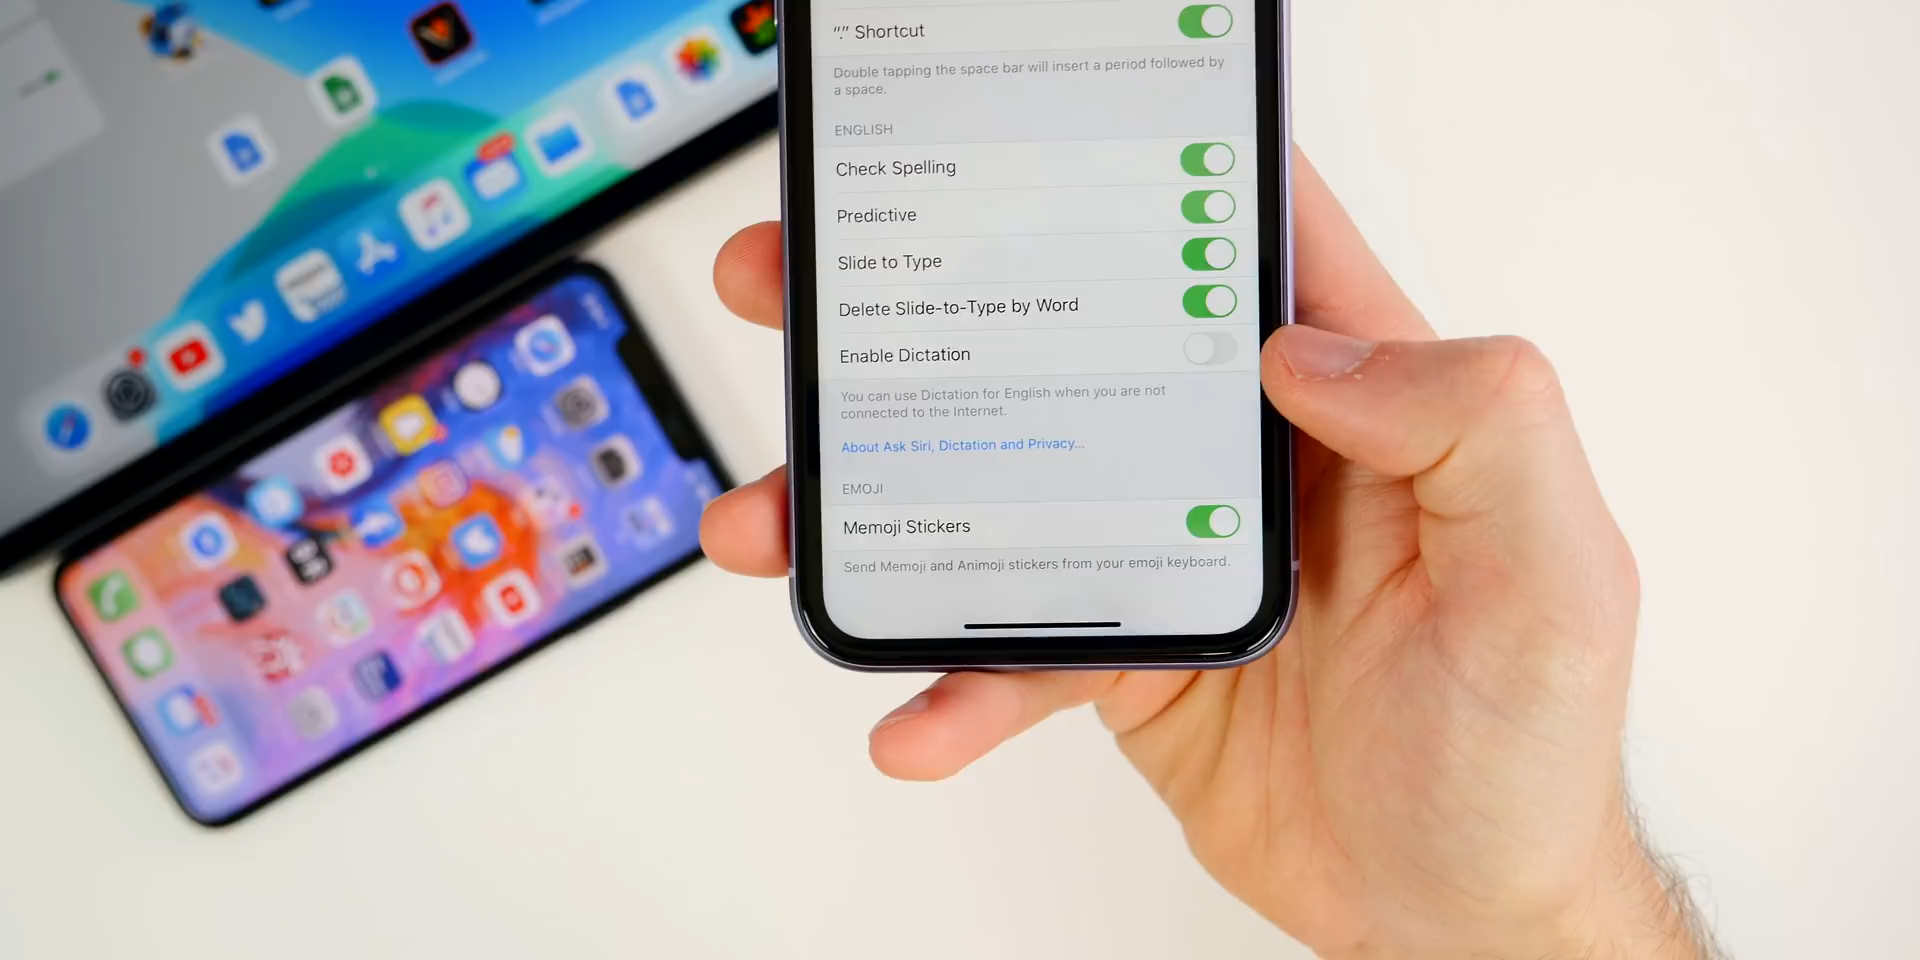 “.” Shortcut
Double tapping the space bar will insert a period followed by
a space.
ENGLISH
Check Spelling
Predictive
Slide to Type
Delete Slide-to-Type by Word
Enable Dictation
You can use Dictation for English when you are not
connected to the Internet.
About Ask Siri, Dictation and Privacy...
EMOJI
Memoji Stickers
Send Memoji and Animoji stickers from your emoji keyboard.